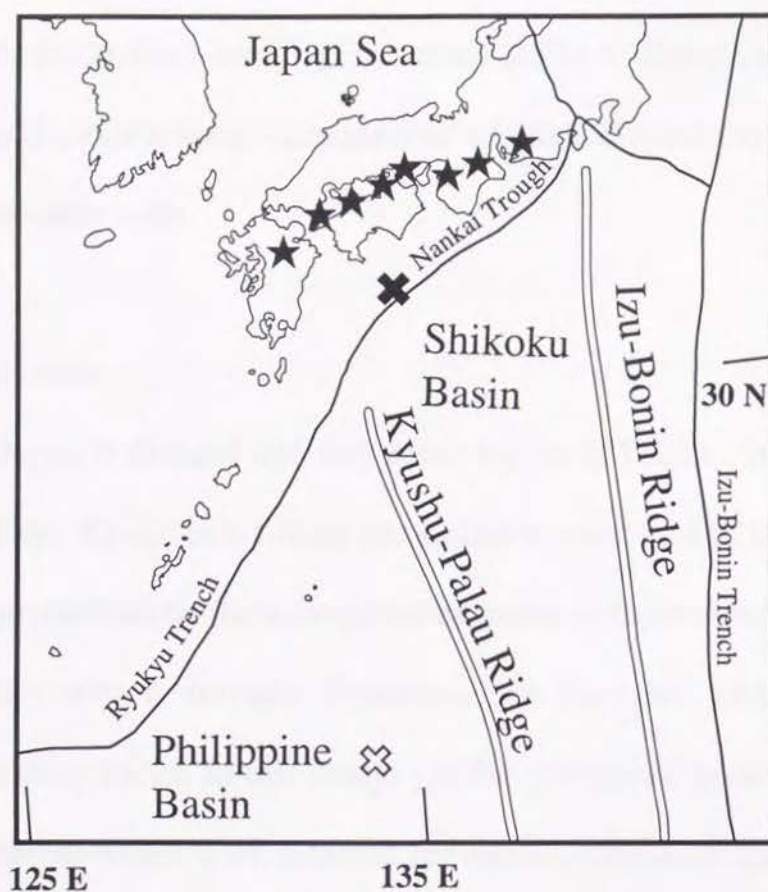 Japan Sea
Nankai Trough
Shikoku
Basin
Izu-Bonin Ridge
30 N
Kyushu-Palau Ridge
Izu-Bonin Trench
Ryukyu Trench
Philippine
Basin
125 E
135 E